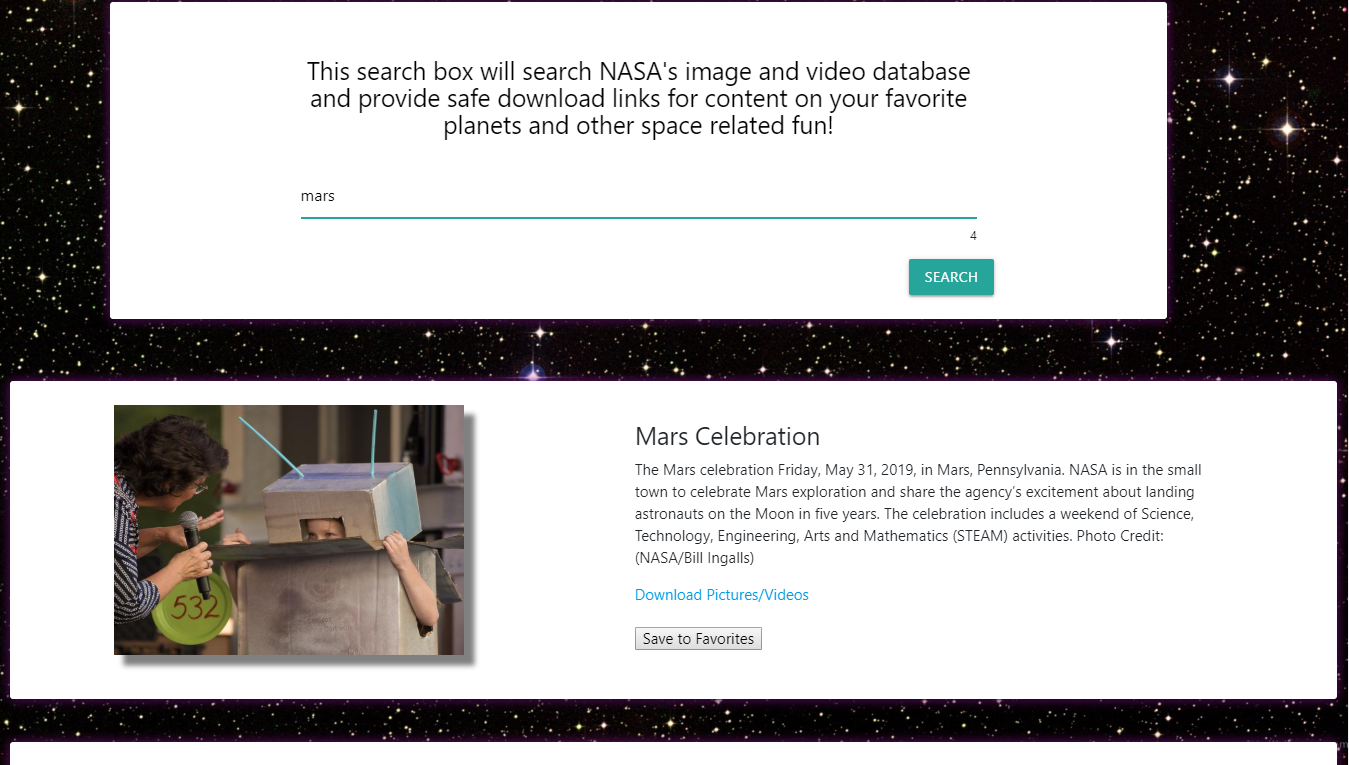 This search box will search NASA's image and video database
and provide safe download links for content on your favorite
planets and other space related fun!
mars
4
SEARCH
532
Mars Celebration
The Mars celebration Friday, May 31, 2019, in Mars, Pennsylvania. NASA is in the small
town to celebrate Mars exploration and share the agency’s excitement about landing
astronauts on the Moon in five years. The celebration includes a weekend of Science,
Technology, Engineering, Arts and Mathematics (STEAM) activities. Photo Credit:
(NASA/Bill Ingalls)
Download Pictures/Videos
Save to Favorites